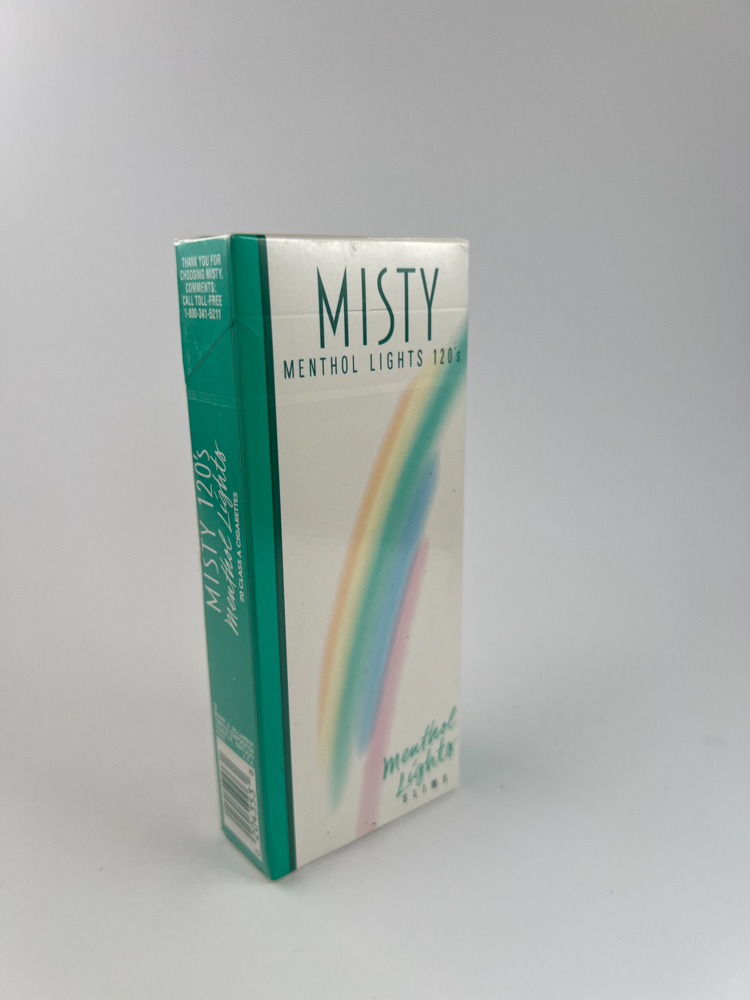 THANK YOU FOR
CHOOSING MISTY.
COMMENTS:
CALL TOLL-FREE
1-800-341-5211
MISTY 120's
Menthol Lights
20 CLASS A CIGARETTES
MISTY
MENTHOL LIGHTS 120's
Menthol
Lights
SLIMS